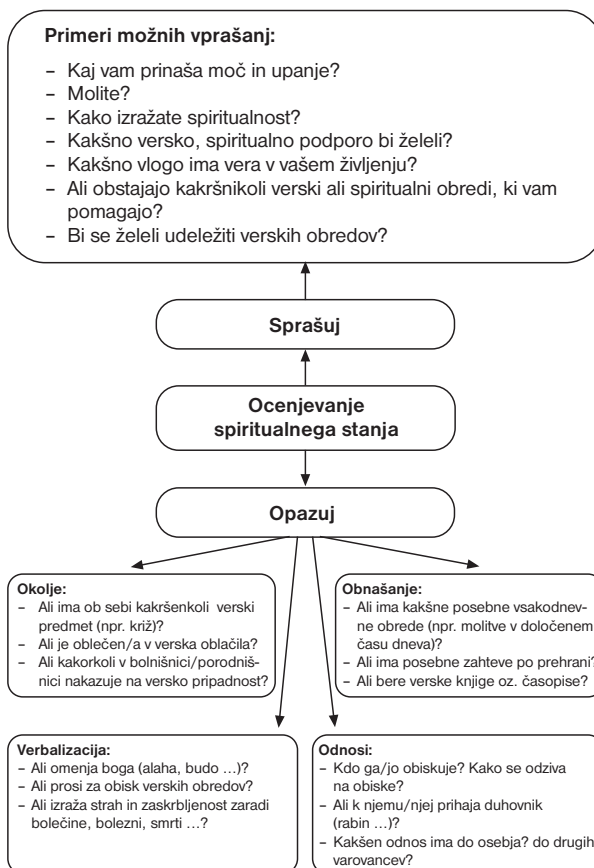 Primeri možnih vprašanj:
– Kaj vam prinaša moč in upanje?
– Molite?
– Kako izražate spiritualnost?
– Kakšno versko, spiritualno podporo bi želeli?
– Kakšno vlogo ima vera v vašem življenju?
– Ali obstajajo kakršnikoli verski ali spiritualni obredi, ki vam
pomagajo?
– Bi se želeli udeležiti verskih obredov?
Sprašuj
Ocenjevanje
spiritualnega stanja
Opazuj
Okolje:
– Ali ima ob sebi kakršenkoli verski
predmet (npr. križ)?
– Ali je oblečen/a v verska oblačila?
– Ali kakorkoli v bolnišnici/porodniš-
nici nakazuje na versko pripadnost?
Obnašanje:
– Ali ima kakšne posebne vsakodnev-
ne obrede (npr. molitve v določenem
času dneva)?
– Ali ima posebne zahteve po prehrani?
– Ali bere verske knjige oz. časopise?
Verbalizacija:
– Ali omenja boga (alaha, budo ...)?
– Ali prosi za obisk verskih obredov?
– Ali izraža strah in zaskrbljenost zaradi
bolečine, bolezni, smrti ...?
Odnosi:
– Kdo ga/jo obiskuje? Kako se odziva
na obiske?
– Ali k njemu/njej prihaja duhovnik
(rabin ...)?
– Kakšen odnos ima do osebja? do drugih
varovancev?